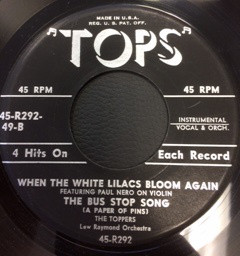 MADE IN U.S.A.
REG. U. S. PAT. OFF.
"TOPS"
45 RPM
45 RPM
45-R292-
49-B
INSTRUMENTAL
VOCAL & ORCH.
4 Hits On
Each Record
WHEN THE WHITE LILACS BLOOM AGAIN
FEATURING PAUL NERO ON VIOLIN
THE BUS STOP SONG
(A PAPER OF PINS)
THE TOPPERS
Lew Raymond Orchestra
45-R292